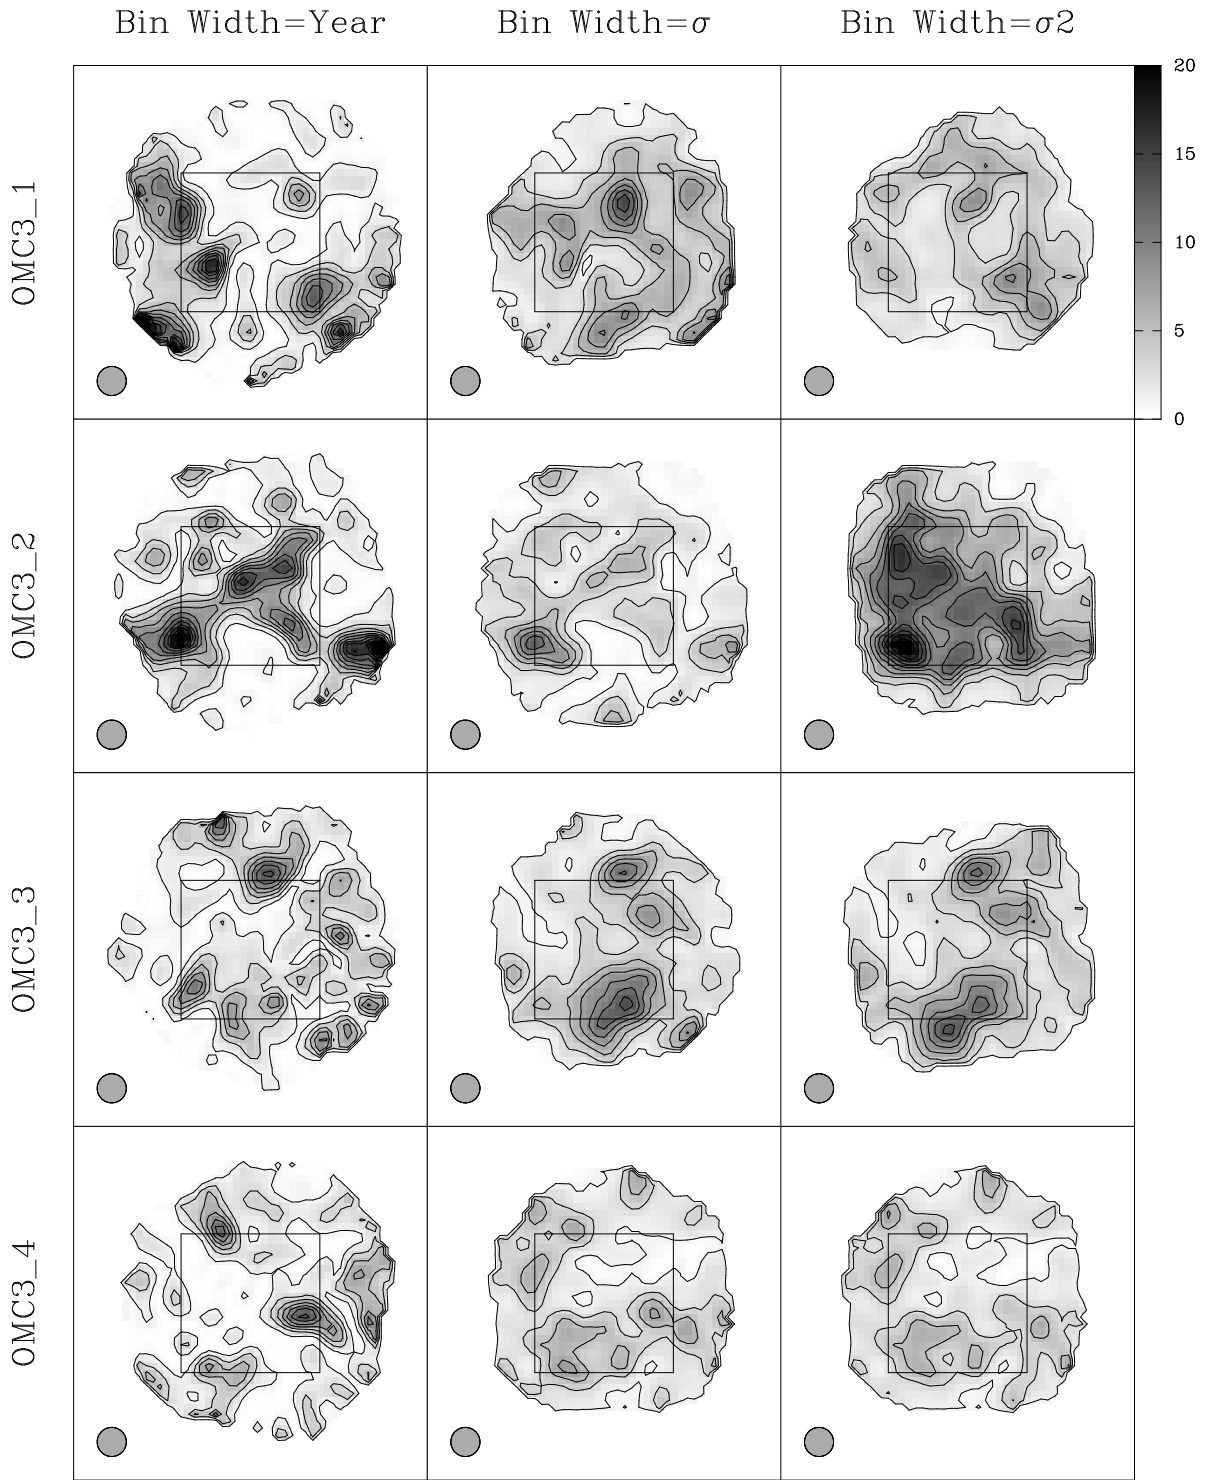 Bin Width=Year
Bin Width=σ
Bin Width=σ2
20
15
10
5
0
OMC3_1
OMC3_2
OMC3_3
OMC3_4